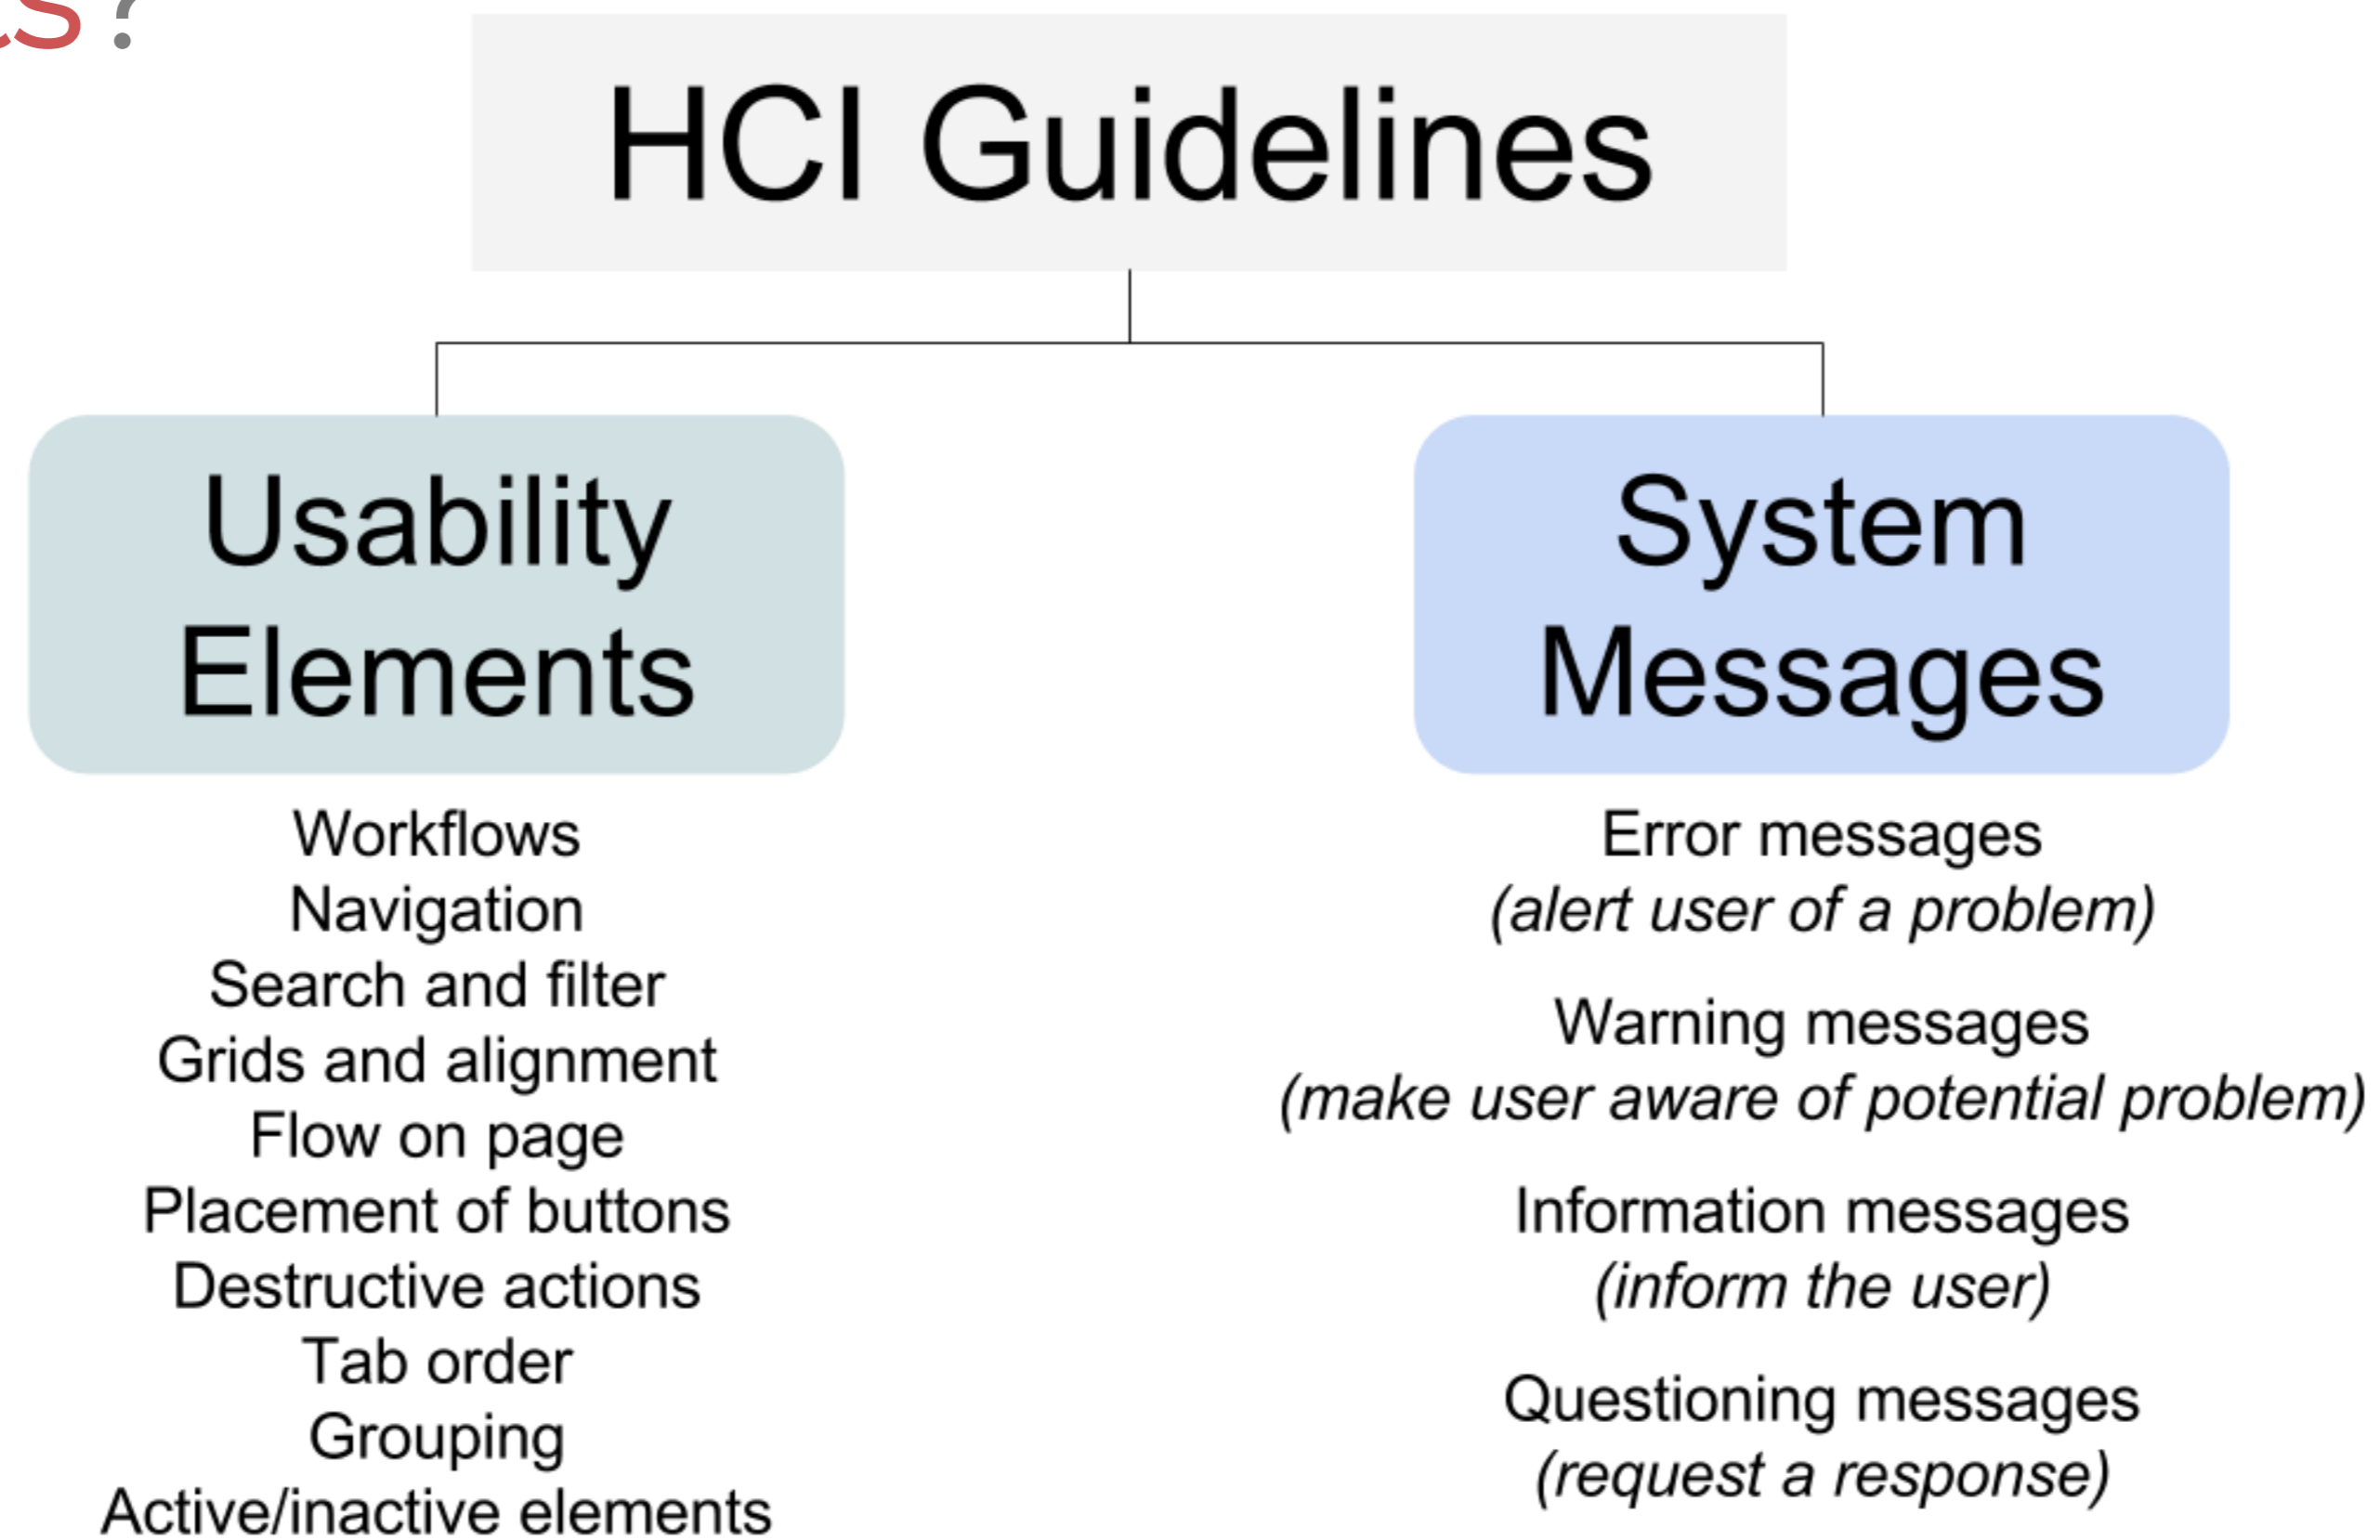 ?
HCI Guidelines
Usability
Elements
Workflows
Navigation
Search and filter
Grids and alignment
Flow on page
Placement of buttons
Destructive actions
Tab order
Grouping
Active/inactive elements
System
Messages
Error messages
(alert user of a problem)
Warning messages
(make user aware of potential problem)
Information messages
(inform the user)
Questioning messages
(request a response)